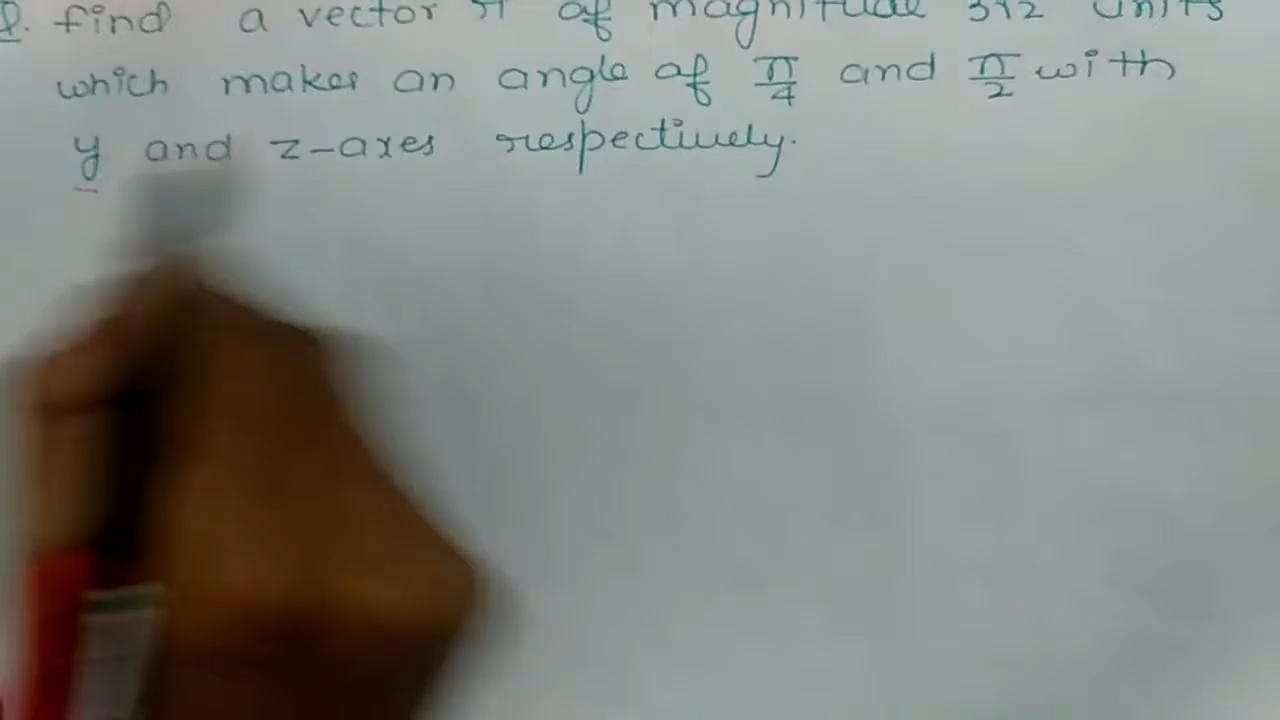 Q. find a vector r of magnitude 3√2 units
which makes an angle of π/4 and π/2 with
y and z-axes respectively.